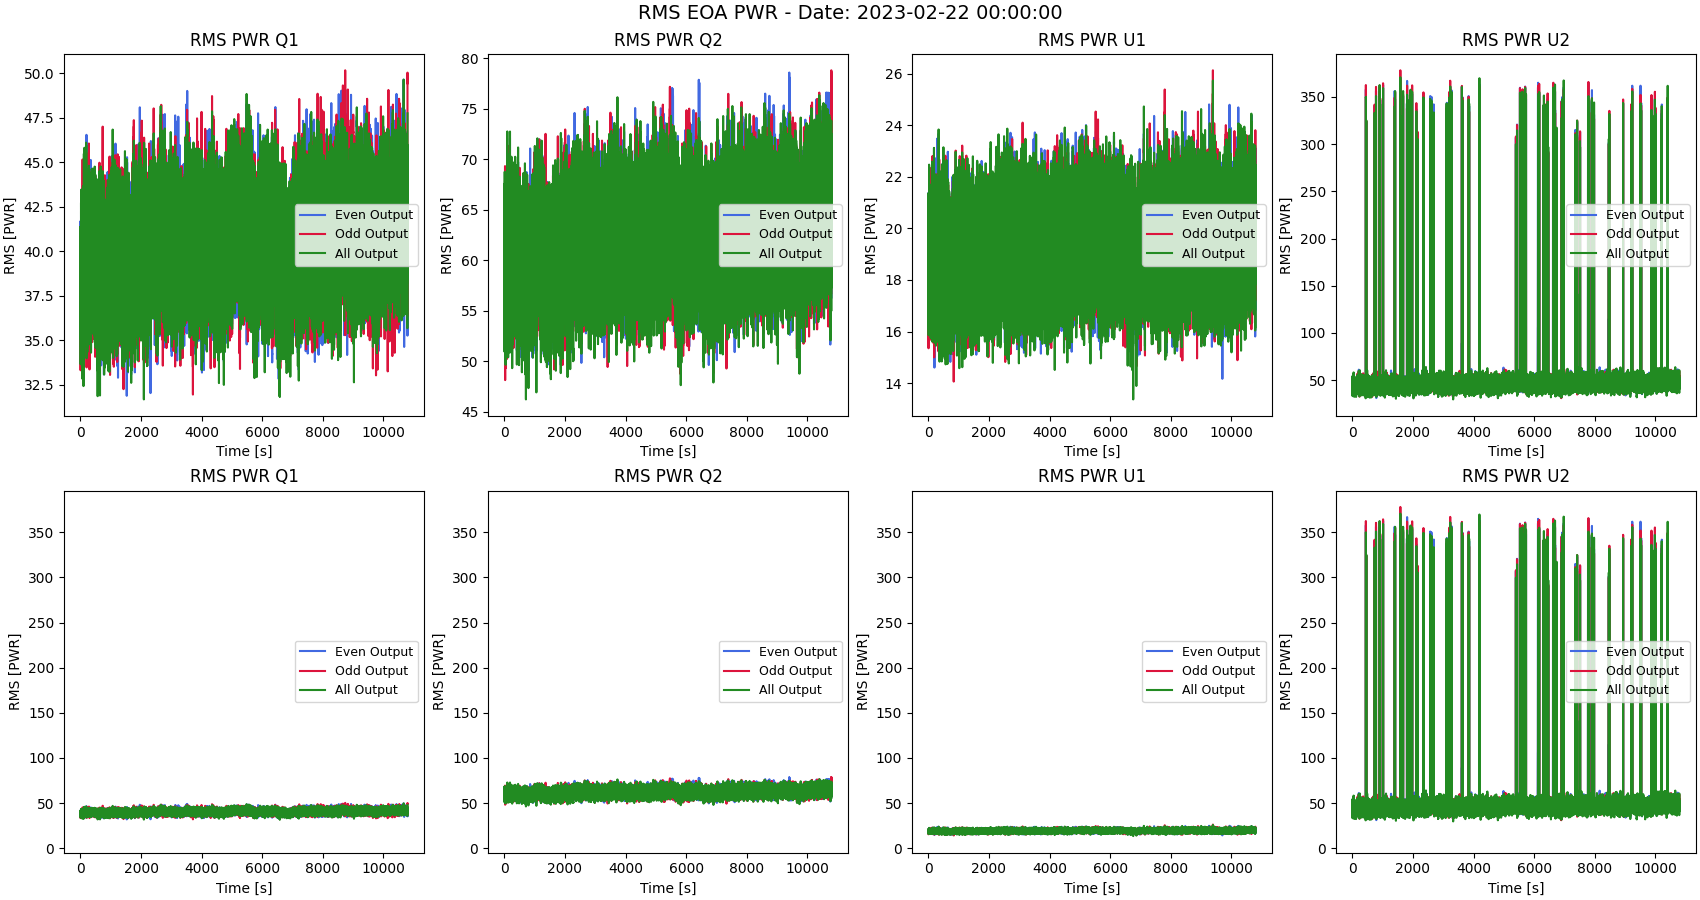 RMS EOA PWR - Date: 2023-02-22 00:00:00
RMS PWR Q1
RMS [PWR]
50.0
47.5
45.0
42.5
40.0
37.5
35.0
32.5
Even Output
Odd Output
All Output
0 2000 4000 6000 8000 10000
Time [s]
RMS PWR Q2
RMS [PWR]
80
75
70
65
60
55
50
45
Even Output
Odd Output
All Output
0 2000 4000 6000 8000 10000
Time [s]
RMS PWR U1
RMS [PWR]
26
24
22
20
18
16
14
Even Output
Odd Output
All Output
0 2000 4000 6000 8000 10000
Time [s]
RMS PWR U2
RMS [PWR]
350
300
250
200
150
100
50
Even Output
Odd Output
All Output
0 2000 4000 6000 8000 10000
Time [s]
RMS PWR Q1
RMS [PWR]
350
300
250
200
150
100
50
0
Even Output
Odd Output
All Output
0 2000 4000 6000 8000 10000
Time [s]
RMS PWR Q2
RMS [PWR]
350
300
250
200
150
100
50
0
Even Output
Odd Output
All Output
0 2000 4000 6000 8000 10000
Time [s]
RMS PWR U1
RMS [PWR]
350
300
250
200
150
100
50
0
Even Output
Odd Output
All Output
0 2000 4000 6000 8000 10000
Time [s]
RMS PWR U2
RMS [PWR]
350
300
250
200
150
100
50
0
Even Output
Odd Output
All Output
0 2000 4000 6000 8000 10000
Time [s]